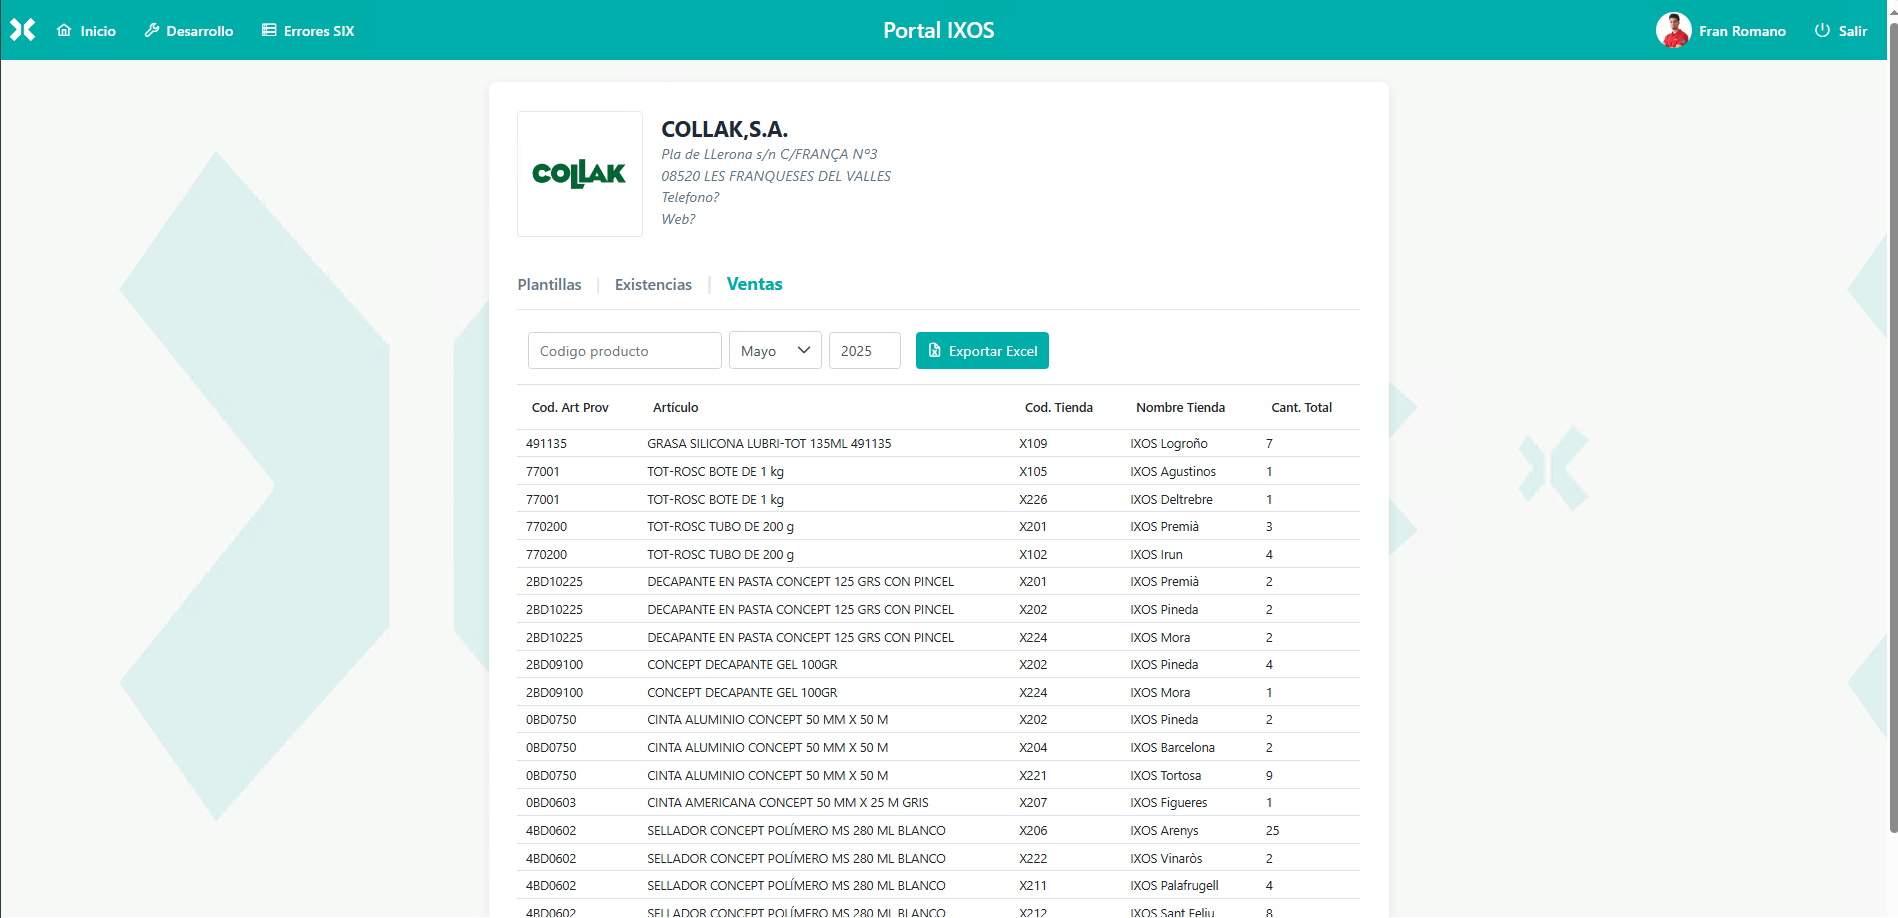 Inicio Desarrollo Errores SIX Portal IXOS Fran Romano Salir
COLLAK
COLLAK,S.A.
Pla de LLerona s/n C/FRANÇA Nº3
08520 LES FRANQUESES DEL VALLES
Telefono?
Web?
Plantillas | Existencias | Ventas
Codigo producto Mayo 2025 Exportar Excel
Cod. Art Prov Artículo Cod. Tienda Nombre Tienda Cant. Total
491135 GRASA SILICONA LUBRI-TOT 135ML 491135 X109 IXOS Logroño 7
77001 TOT-ROSC BOTE DE 1 kg X105 IXOS Agustinos 1
77001 TOT-ROSC BOTE DE 1 kg X226 IXOS Deltrebre 1
770200 TOT-ROSC TUBO DE 200 g X201 IXOS Premià 3
770200 TOT-ROSC TUBO DE 200 g X102 IXOS Irun 4
2BD10225 DECAPANTE EN PASTA CONCEPT 125 GRS CON PINCEL X201 IXOS Premià 2
2BD10225 DECAPANTE EN PASTA CONCEPT 125 GRS CON PINCEL X202 IXOS Pineda 2
2BD10225 DECAPANTE EN PASTA CONCEPT 125 GRS CON PINCEL X224 IXOS Mora 2
2BD09100 CONCEPT DECAPANTE GEL 100GR X202 IXOS Pineda 4
2BD09100 CONCEPT DECAPANTE GEL 100GR X224 IXOS Mora 1
0BD0750 CINTA ALUMINIO CONCEPT 50 MM X 50 M X202 IXOS Pineda 2
0BD0750 CINTA ALUMINIO CONCEPT 50 MM X 50 M X204 IXOS Barcelona 2
0BD0750 CINTA ALUMINIO CONCEPT 50 MM X 50 M X221 IXOS Tortosa 9
0BD0603 CINTA AMERICANA CONCEPT 50 MM X 25 M GRIS X207 IXOS Figueres 1
4BD0602 SELLADOR CONCEPT POLÍMERO MS 280 ML BLANCO X206 IXOS Arenys 25
4BD0602 SELLADOR CONCEPT POLÍMERO MS 280 ML BLANCO X222 IXOS Vinaròs 2
4BD0602 SELLADOR CONCEPT POLÍMERO MS 280 ML BLANCO X211 IXOS Palafrugell 4
4BD0602 SELLADOR CONCEPT POLÍMERO MS 280 ML BLANCO X212 IXOS Sant Feliu 8